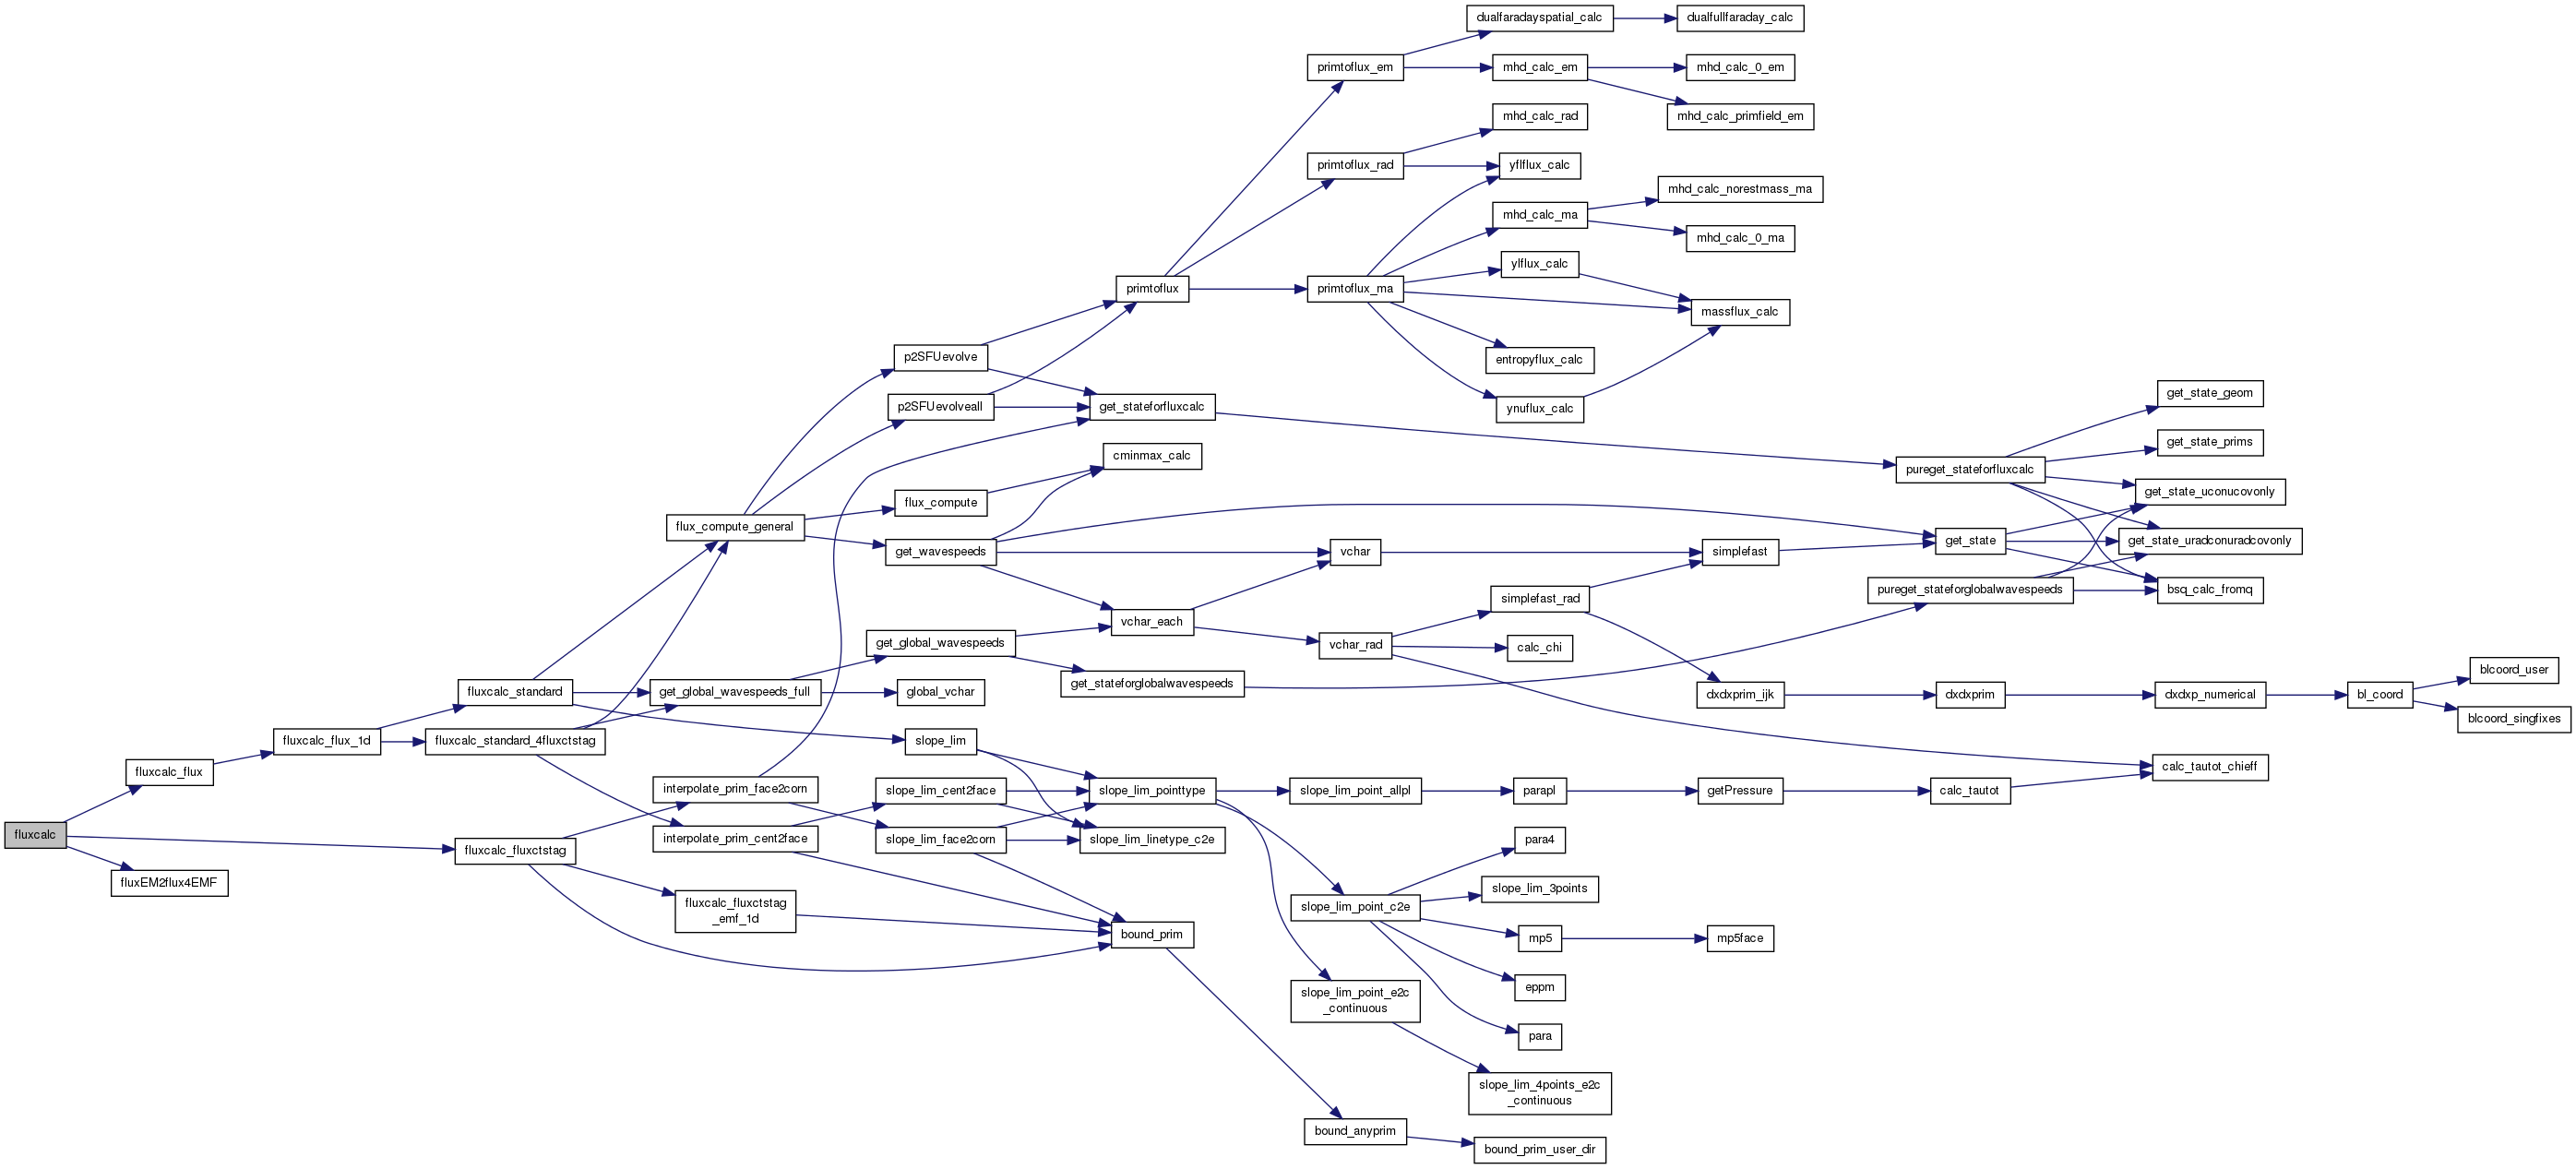 fluxcalc
fluxcalc_flux
fluxEM2flux4EMF
fluxcalc_flux_1d
fluxcalc_standard
fluxcalc_standard_4fluxctstag
fluxcalc_fluxctstag
flux_compute_general
get_global_wavespeeds_full
interpolate_prim_face2corn
interpolate_prim_cent2face
fluxcalc_fluxctstag
_emf_1d
p2SFUevolve
p2SFUevolveall
flux_compute
get_wavespeeds
get_global_wavespeeds
global_vchar
slope_lim
slope_lim_cent2face
slope_lim_face2corn
primtoflux
get_stateforfluxcalc
cminmax_calc
vchar_each
get_stateforglobalwavespeeds
slope_lim_pointtype
slope_lim_linetype_c2e
bound_prim
primtoflux_em
primtoflux_rad
primtoflux_ma
vchar
vchar_rad
slope_lim_point_allpl
slope_lim_point_c2e
slope_lim_point_e2c
_continuous
bound_anyprim
dualfaradayspatial_calc
mhd_calc_em
mhd_calc_rad
yflflux_calc
mhd_calc_ma
ylflux_calc
entropyflux_calc
ynuflux_calc
simplefast_rad
calc_chi
parapl
para4
slope_lim_3points
mp5
eppm
para
slope_lim_4points_e2c
_continuous
bound_prim_user_dir
dualfullfaraday_calc
mhd_calc_0_em
mhd_calc_primfield_em
mhd_calc_norestmass_ma
mhd_calc_0_ma
massflux_calc
simplefast
dxdxprim_ijk
getPressure
mp5face
pureget_stateforfluxcalc
get_state
pureget_stateforglobalwavespeeds
dxdxprim
calc_tautot
get_state_geom
get_state_prims
get_state_uconucovonly
get_state_uradconuradcovonly
bsq_calc_fromq
dxdxp_numerical
calc_tautot_chieff
bl_coord
blcoord_user
blcoord_singfixes